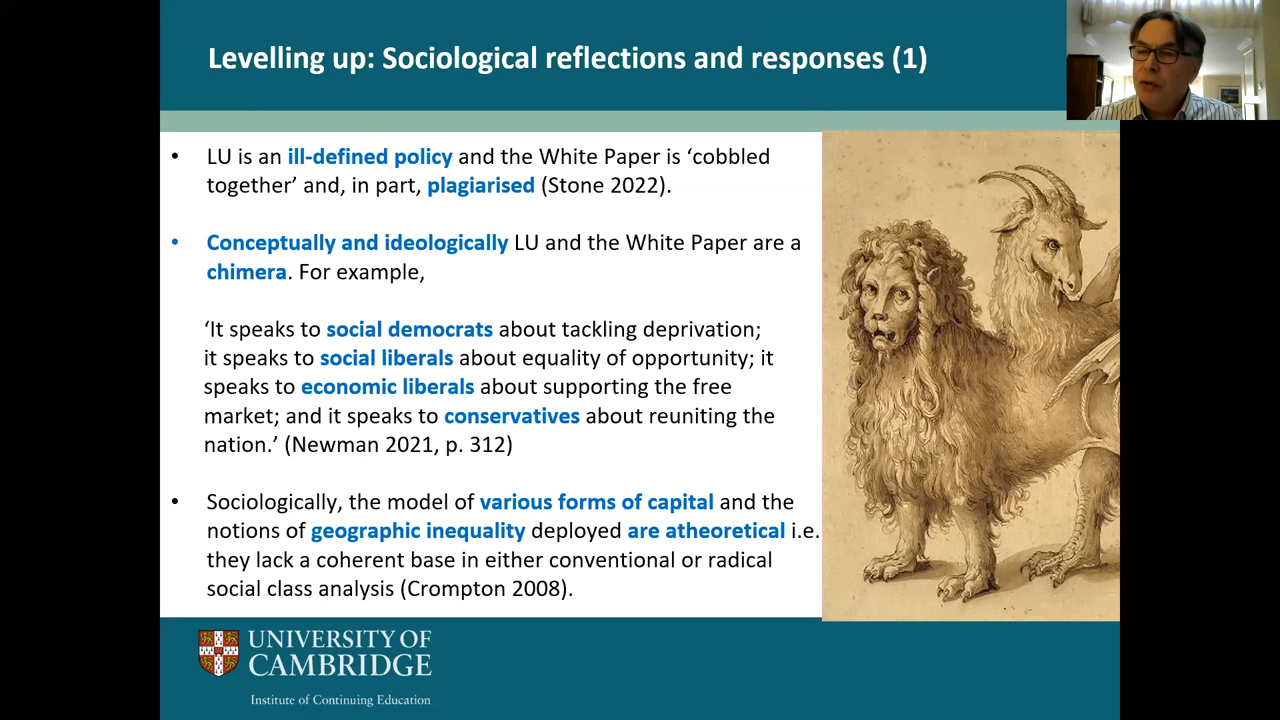 Levelling up: Sociological reflections and responses (1)
• LU is an ill-defined policy and the White Paper is ‘cobbled
together’ and, in part, plagiarised (Stone 2022).
• Conceptually and ideologically LU and the White Paper are a
chimera. For example,
‘It speaks to social democrats about tackling deprivation;
it speaks to social liberals about equality of opportunity; it
speaks to economic liberals about supporting the free
market; and it speaks to conservatives about reuniting the
nation.’ (Newman 2021, p. 312)
• Sociologically, the model of various forms of capital and the
notions of geographic inequality deployed are atheoretical i.e.
they lack a coherent base in either conventional or radical
social class analysis (Crompton 2008).
UNIVERSITY OF
CAMBRIDGE
Institute of Continuing Education